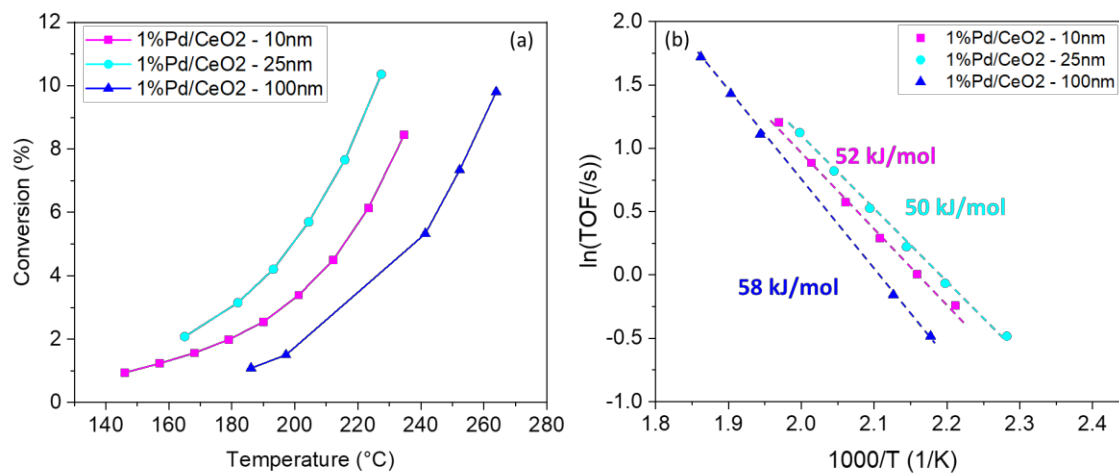 (a)
1%Pd/CeO2 - 10nm
1%Pd/CeO2 - 25nm
1%Pd/CeO2 - 100nm
Conversion (%)
12
10
8
6
4
2
0
140 160 180 200 220 240 260 280
Temperature (°C)
(b)
1%Pd/CeO2 - 10nm
1%Pd/CeO2 - 25nm
1%Pd/CeO2 - 100nm
ln(TOF(/s))
2.0
1.5
1.0
0.5
0.0
-0.5
-1.0
52 kJ/mol
50 kJ/mol
58 kJ/mol
1.8 1.9 2.0 2.1 2.2 2.3 2.4
1000/T (1/K)